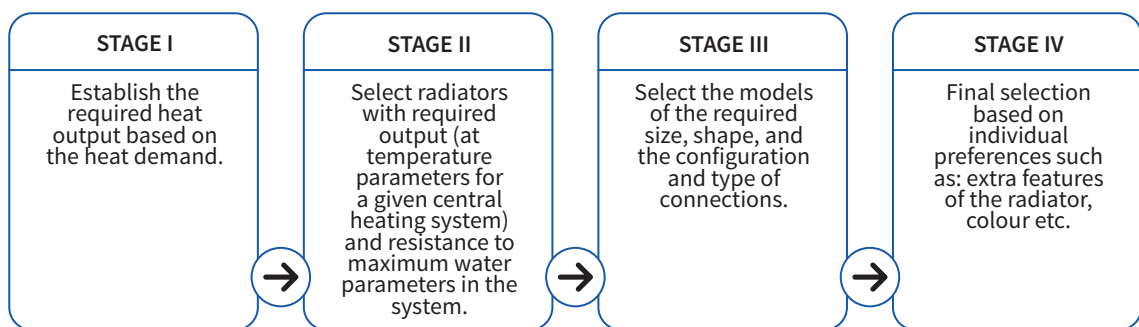 STAGE I
Establish the
required heat
output based on
the heat demand.
STAGE II
Select radiators
with required
output (at
temperature
parameters for
a given central
heating system)
and resistance to
maximum water
parameters in the
system.
STAGE III
Select the models
of the required
size, shape, and
the configuration
and type of
connections.
STAGE IV
Final selection
based on
individual
preferences such
as: extra features
of the radiator,
colour etc.